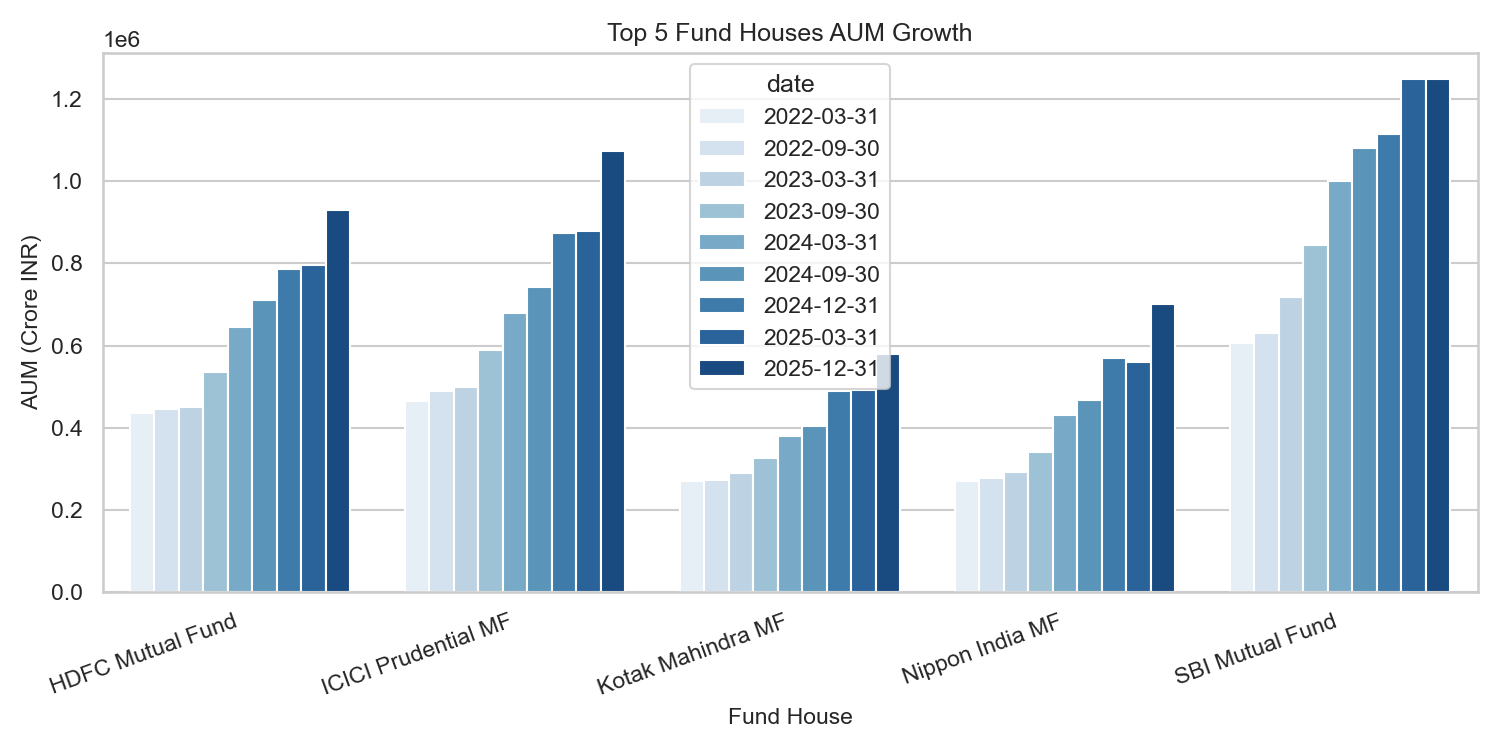 Top 5 Fund Houses AUM Growth
1e6
date
2022-03-31
2022-09-30
2023-03-31
2023-09-30
2024-03-31
2024-09-30
2024-12-31
2025-03-31
2025-12-31
1.2
1.0
0.8
0.6
0.4
0.2
0.0
AUM (Crore INR)
HDFC Mutual Fund
ICICI Prudential MF
Kotak Mahindra MF
Nippon India MF
SBI Mutual Fund
Fund House